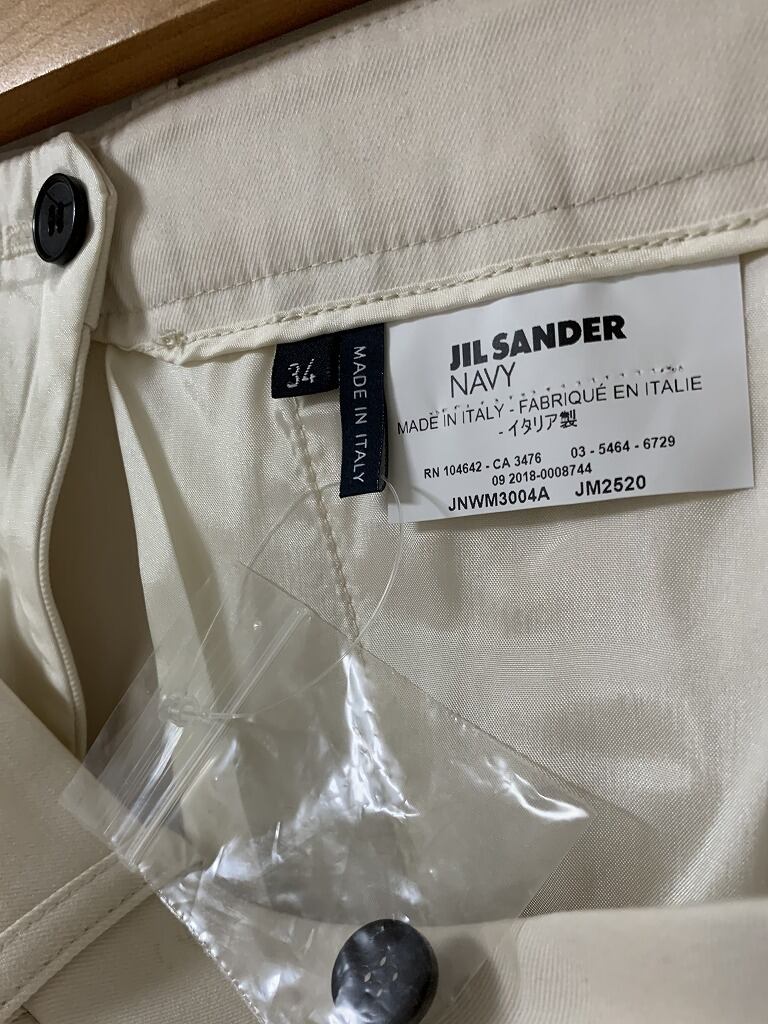 34
MADE IN ITALY
JIL SANDER
NAVY
MADE IN ITALY - FABRIQUÉ EN ITALIE
- イタリア製
RN 104642 - CA 3476 03 - 5464 - 6729
09 2018-0008744
JNWM3004A JM2520